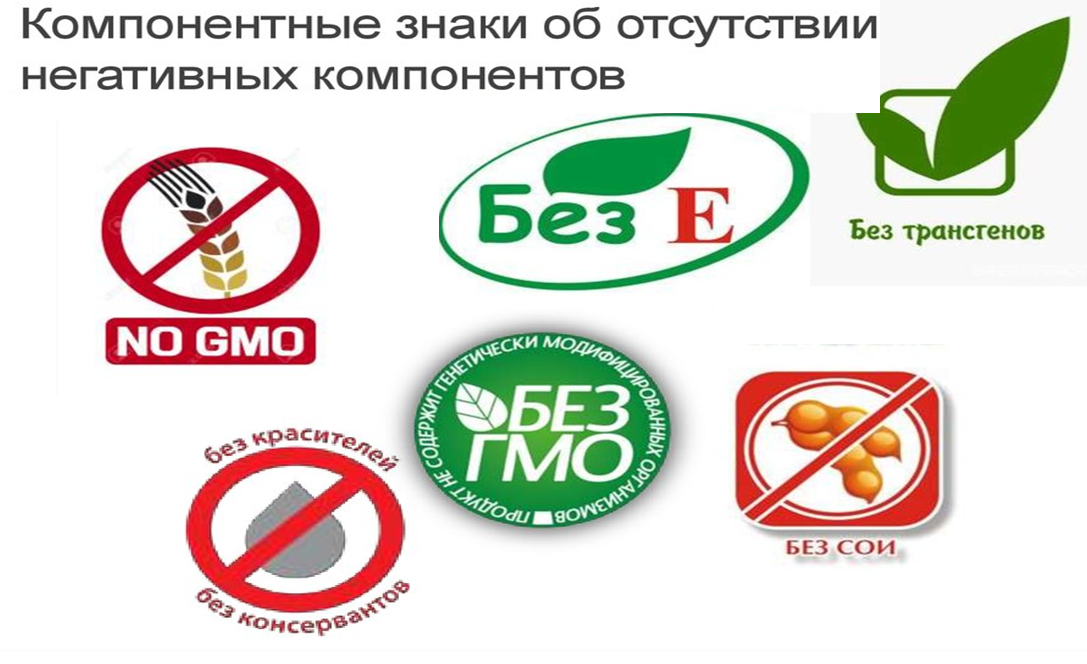 Компонентные знаки об отсутствии
негативных компонентов
Без Е
Без трансгенов
NO GMO
ПРОДУКТ НЕ СОДЕРЖИТ ГЕНЕТИЧЕСКИ МОДИФИЦИРОВАННЫХ ОРГАНИЗМОВ
БЕЗ
ГМО
без красителей
без консервантов
БЕЗ СОИ